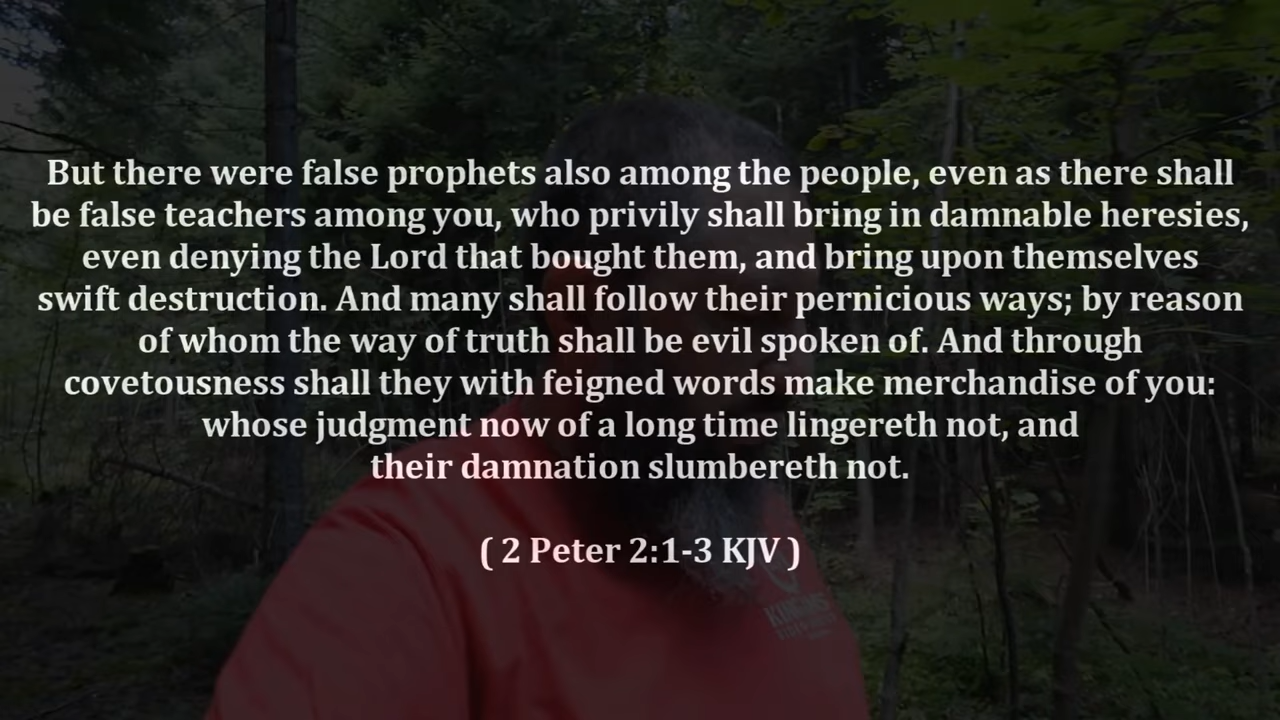 But there were false prophets also among the people, even as there shall
be false teachers among you, who privily shall bring in damnable heresies,
even denying the Lord that bought them, and bring upon themselves
swift destruction. And many shall follow their pernicious ways; by reason
of whom the way of truth shall be evil spoken of. And through
covetousness shall they with feigned words make merchandise of you:
whose judgment now of a long time lingereth not, and
their damnation slumbereth not.
( 2 Peter 2:1-3 KJV )